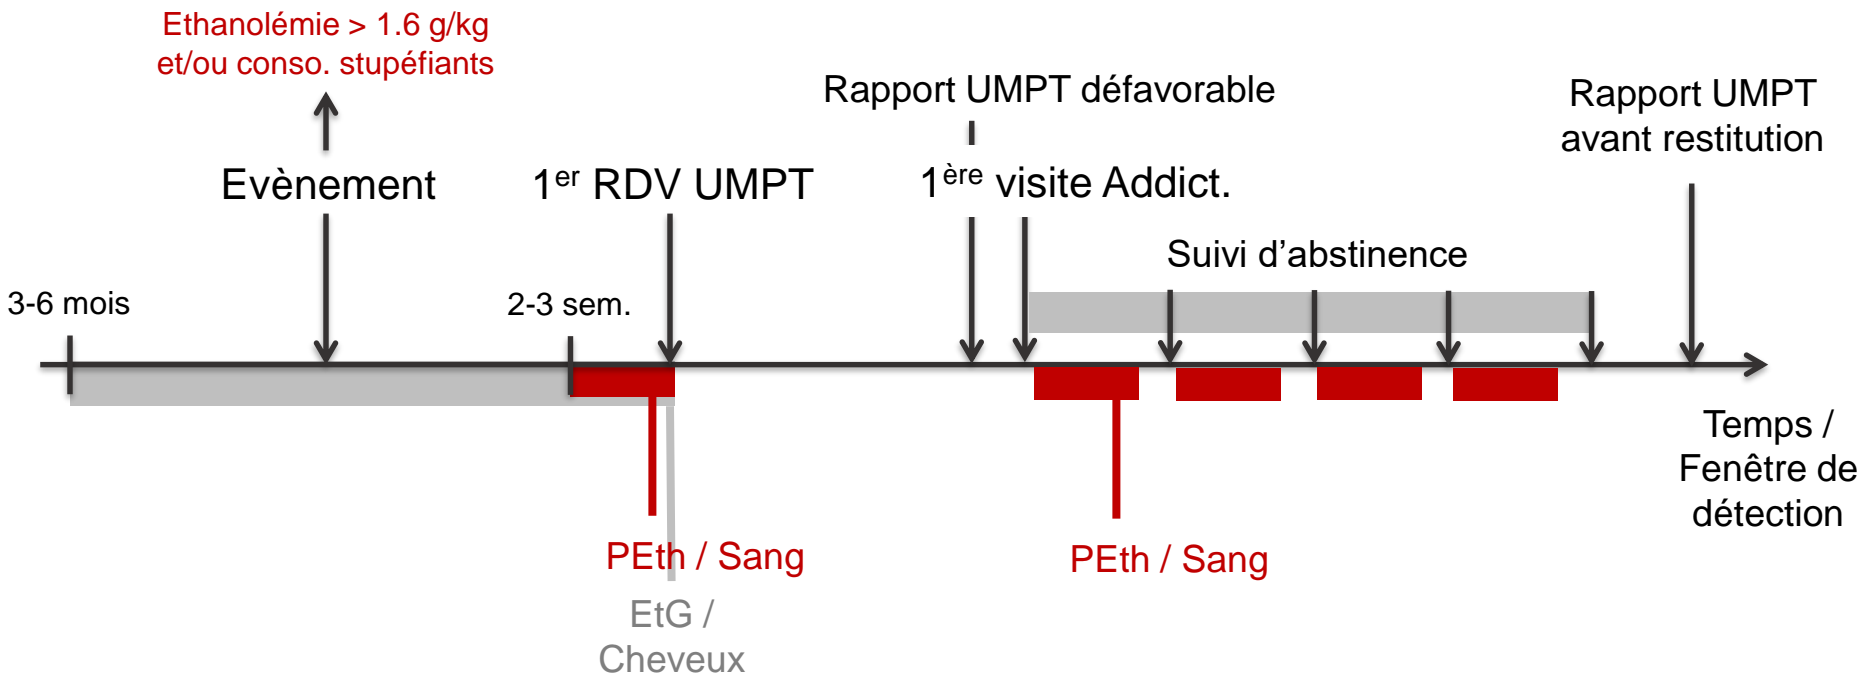 Ethanolémie > 1.6 g/kg
et/ou conso. stupéfiants
Rapport UMPT défavorable
Rapport UMPT
avant restitution
Evènement
1er RDV UMPT
1ère visite Addict.
Suivi d’abstinence
3-6 mois
2-3 sem.
Temps /
Fenêtre de
détection
PEth / Sang
PEth / Sang
EtG /
Cheveux